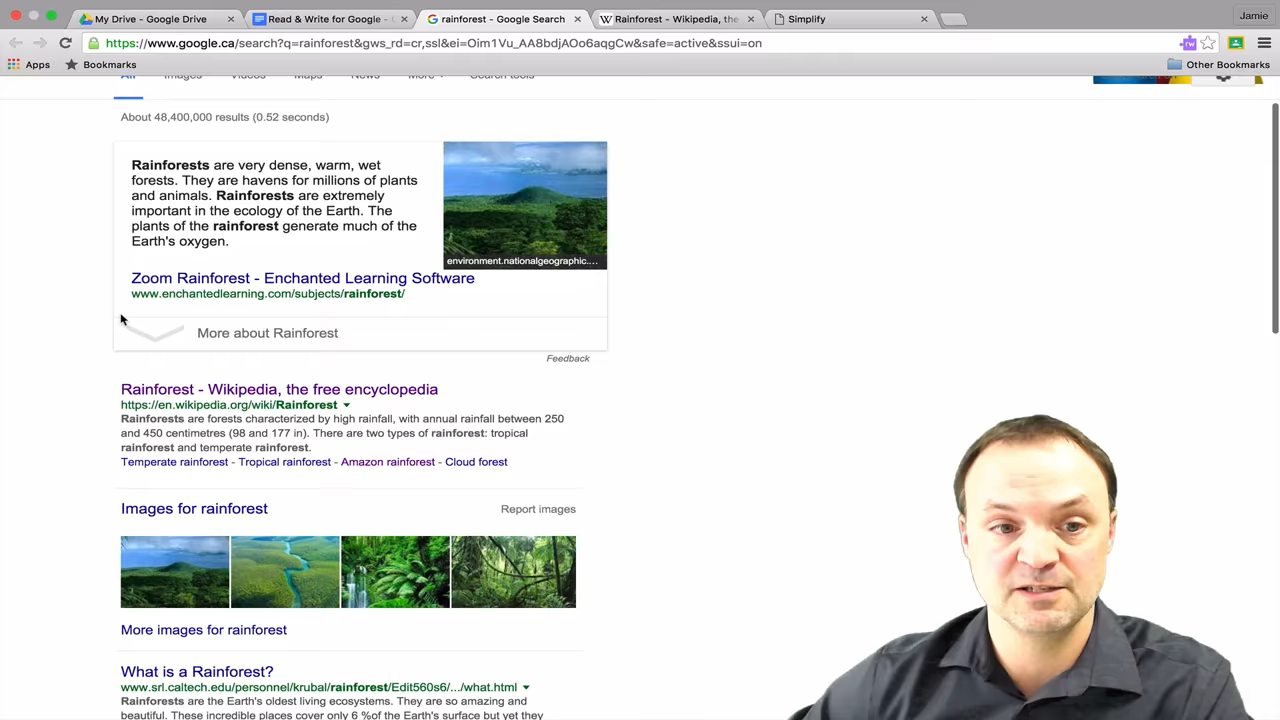 My Drive - Google Drive
Read & Write for Google -
rainforest - Google Search
Rainforest - Wikipedia, the
Simplify
Jamie
https://www.google.ca/search?q=rainforest&gws_rd=cr,ssl&ei=Oim1Vu_AA8bdjAOo6aqgCw&safe=active&ssui=on
rw
Apps
Bookmarks
Other Bookmarks
All Images Videos Maps News More Search tools
About 48,400,000 results (0.52 seconds)
Rainforests are very dense, warm, wet
forests. They are havens for millions of plants
and animals. Rainforests are extremely
important in the ecology of the Earth. The
plants of the rainforest generate much of the
Earth's oxygen.
environment.nationalgeographic....
Zoom Rainforest - Enchanted Learning Software
www.enchantedlearning.com/subjects/rainforest/
More about Rainforest
Feedback
Rainforest - Wikipedia, the free encyclopedia
https://en.wikipedia.org/wiki/Rainforest
Rainforests are forests characterized by high rainfall, with annual rainfall between 250
and 450 centimetres (98 and 177 in). There are two types of rainforest: tropical
rainforest and temperate rainforest.
Temperate rainforest - Tropical rainforest - Amazon rainforest - Cloud forest
Images for rainforest
Report images
More images for rainforest
What is a Rainforest?
www.srl.caltech.edu/personnel/krubal/rainforest/Edit560s6/.../what.html
Rainforests are the Earth's oldest living ecosystems. They are so amazing and
beautiful. These incredible places cover only 6 %of the Earth's surface but yet they